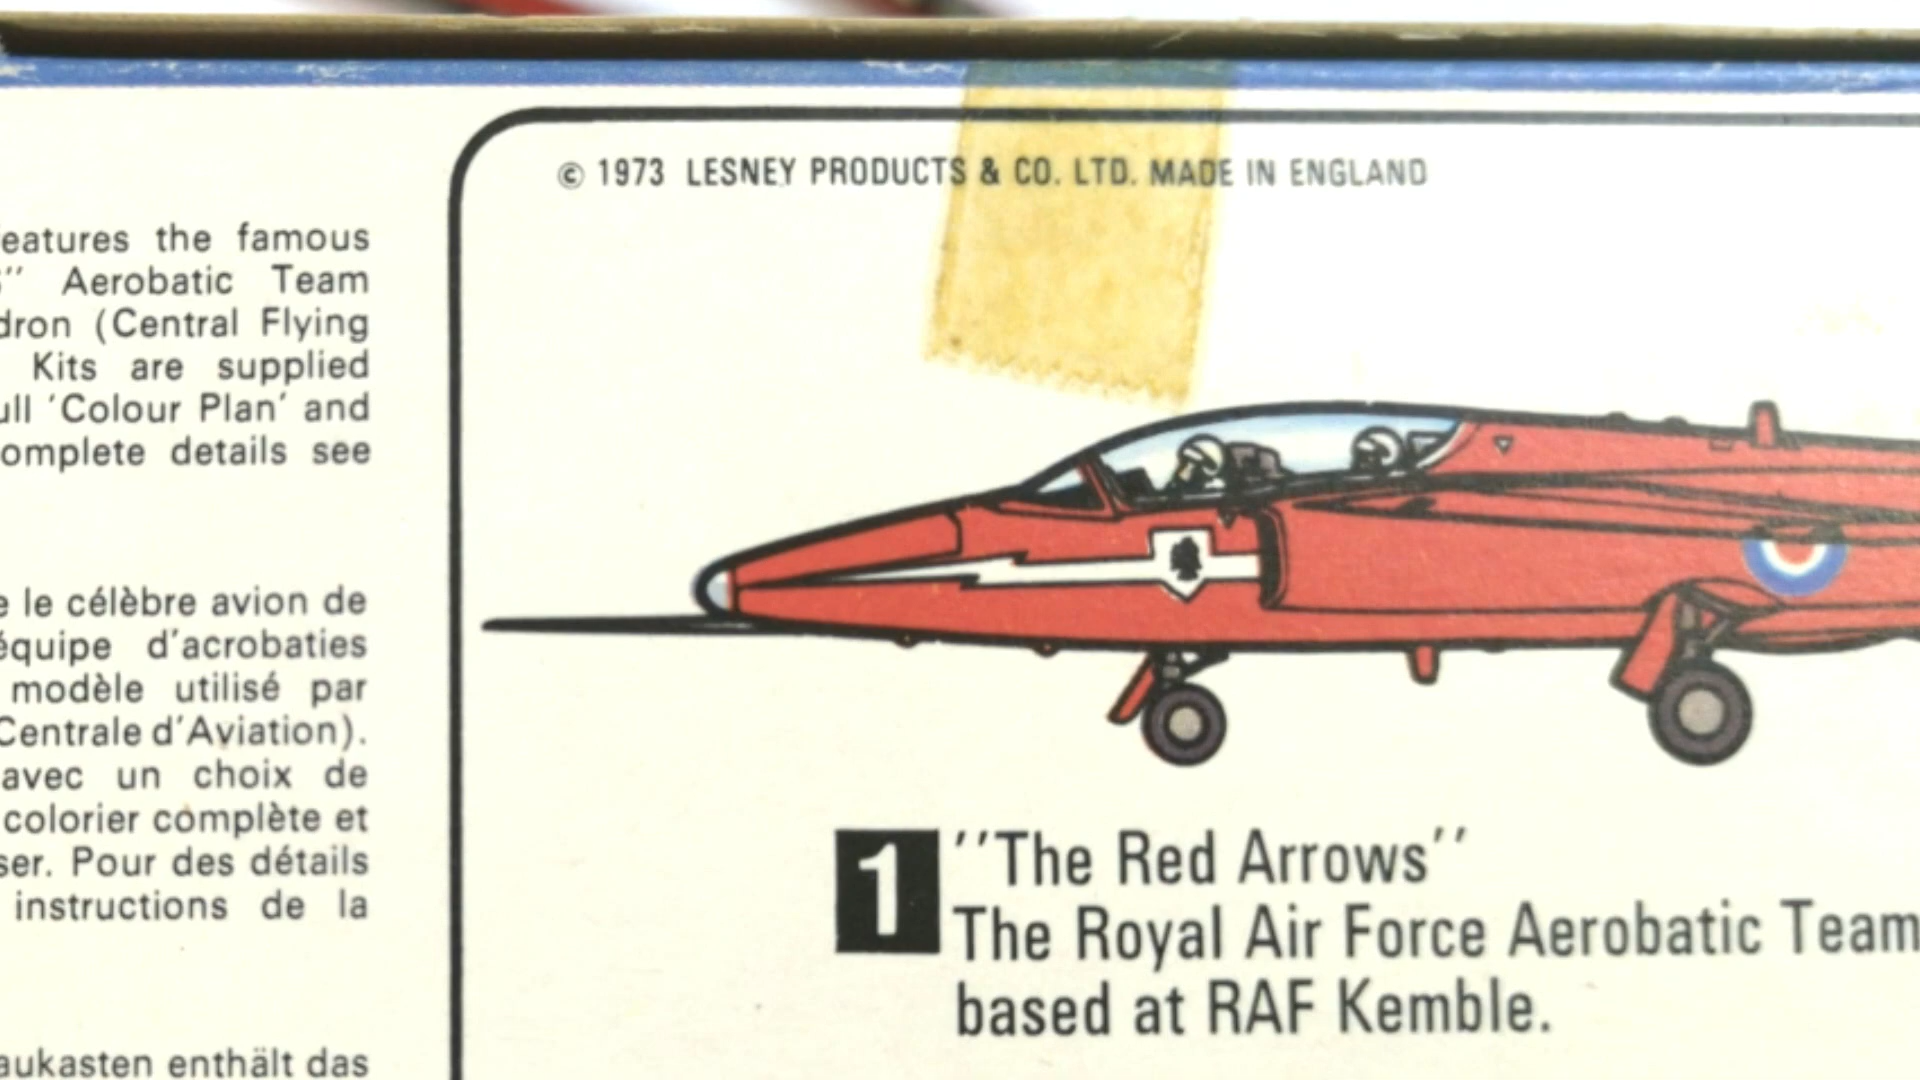 © 1973 LESNEY PRODUCTS & CO. LTD. MADE IN ENGLAND
eatures the famous
Aerobatic Team
dron (Central Flying
Kits are supplied
ull 'Colour Plan' and
omplete details see
e le célèbre avion de
équipe d'acrobaties
modèle utilisé par
Centrale d'Aviation).
avec un choix de
colorier complète et
ser. Pour des détails
instructions de la
aukasten enthält das
1 ''The Red Arrows''
The Royal Air Force Aerobatic Team
based at RAF Kemble.